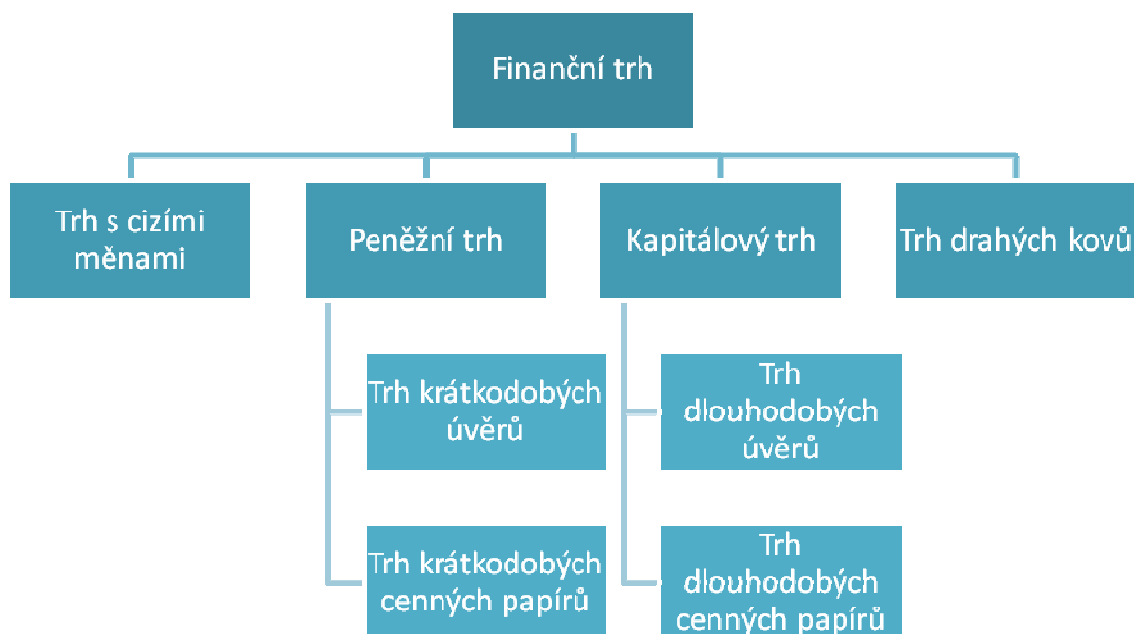 Finanční trh
Trh s cizími
měnami
Peněžní trh
Kapitálový trh
Trh drahých kovů
Trh krátkodobých
úvěrů
Trh
dlouhodobých
úvěrů
Trh krátkodobých
cenných papírů
Trh
dlouhodobých
cenných papírů